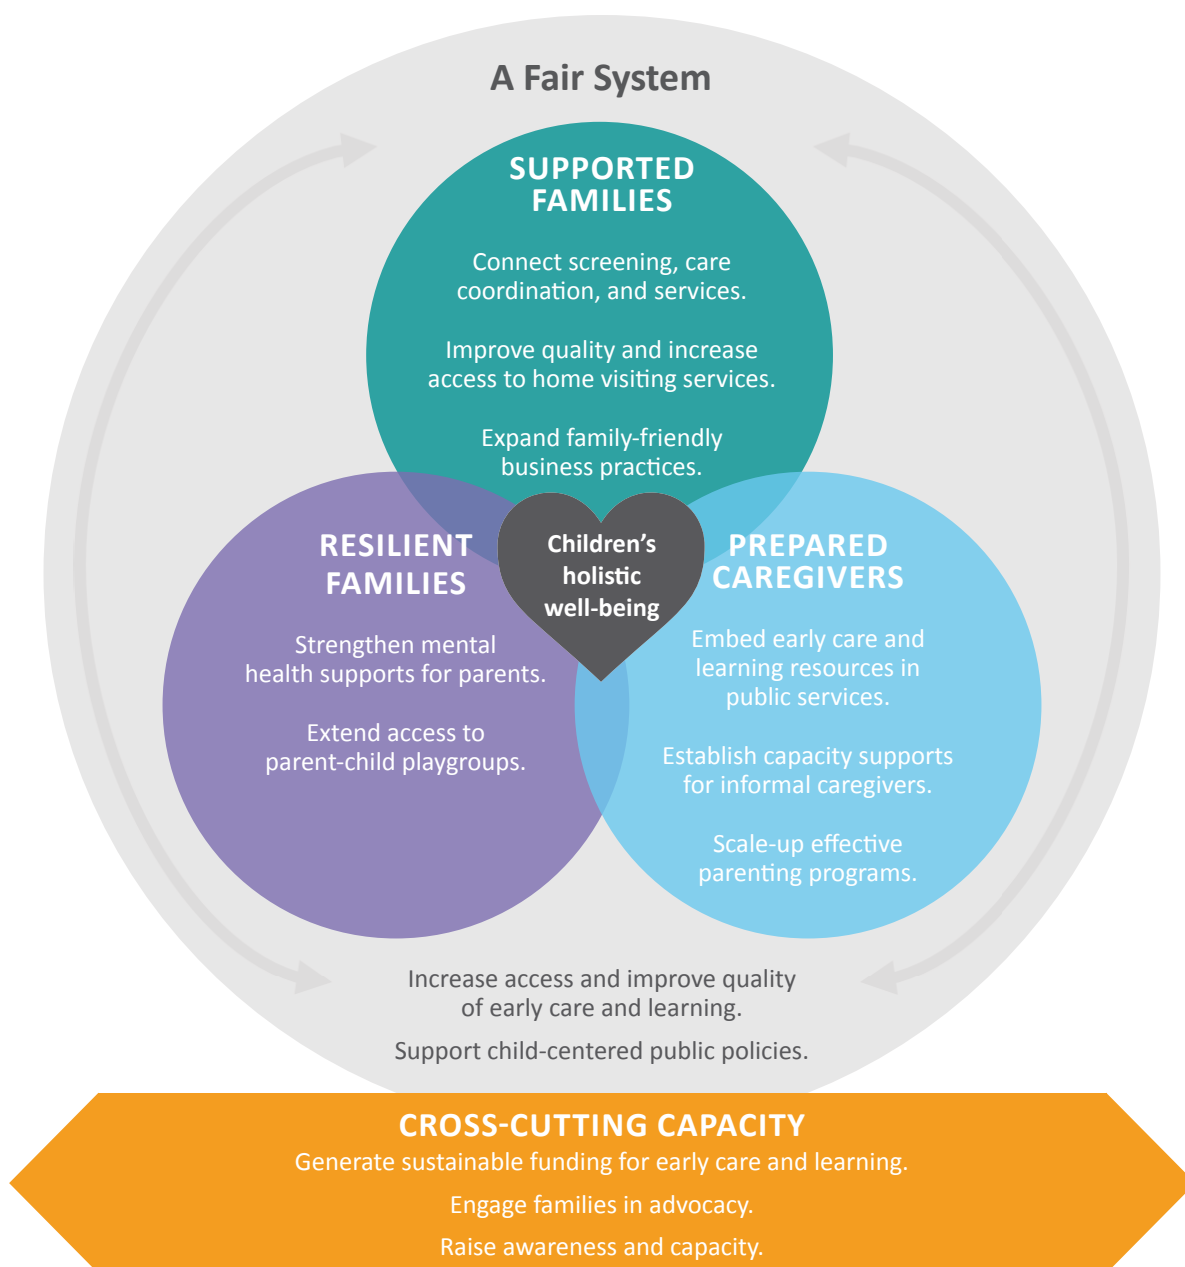 A Fair System
SUPPORTED
FAMILIES
Connect screening, care
coordination, and services.
Improve quality and increase
access to home visiting services.
Expand family-friendly
business practices.
RESILIENT
FAMILIES
Strengthen mental
health supports for parents.
Extend access to
parent-child playgroups.
Children’s
holistic
well-being
PREPARED
CAREGIVERS
Embed early care and
learning resources in
public services.
Establish capacity supports
for informal caregivers.
Scale-up effective
parenting programs.
Increase access and improve quality
of early care and learning.
Support child-centered public policies.
CROSS-CUTTING CAPACITY
Generate sustainable funding for early care and learning.
Engage families in advocacy.
Raise awareness and capacity.